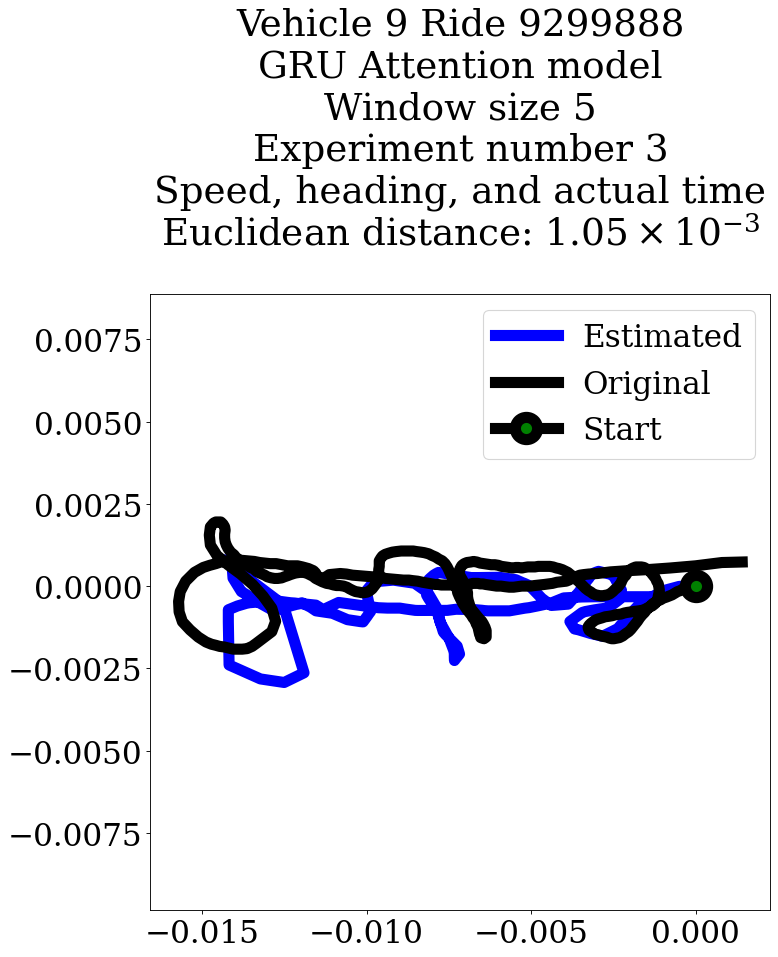 Vehicle 9 Ride 9299888
GRU Attention model
Window size 5
Experiment number 3
Speed, heading, and actual time
Euclidean distance: 1.05 × 10⁻³
Estimated
Original
Start
0.0075
0.0050
0.0025
0.0000
−0.0025
−0.0050
−0.0075
−0.015
−0.010
−0.005
0.000